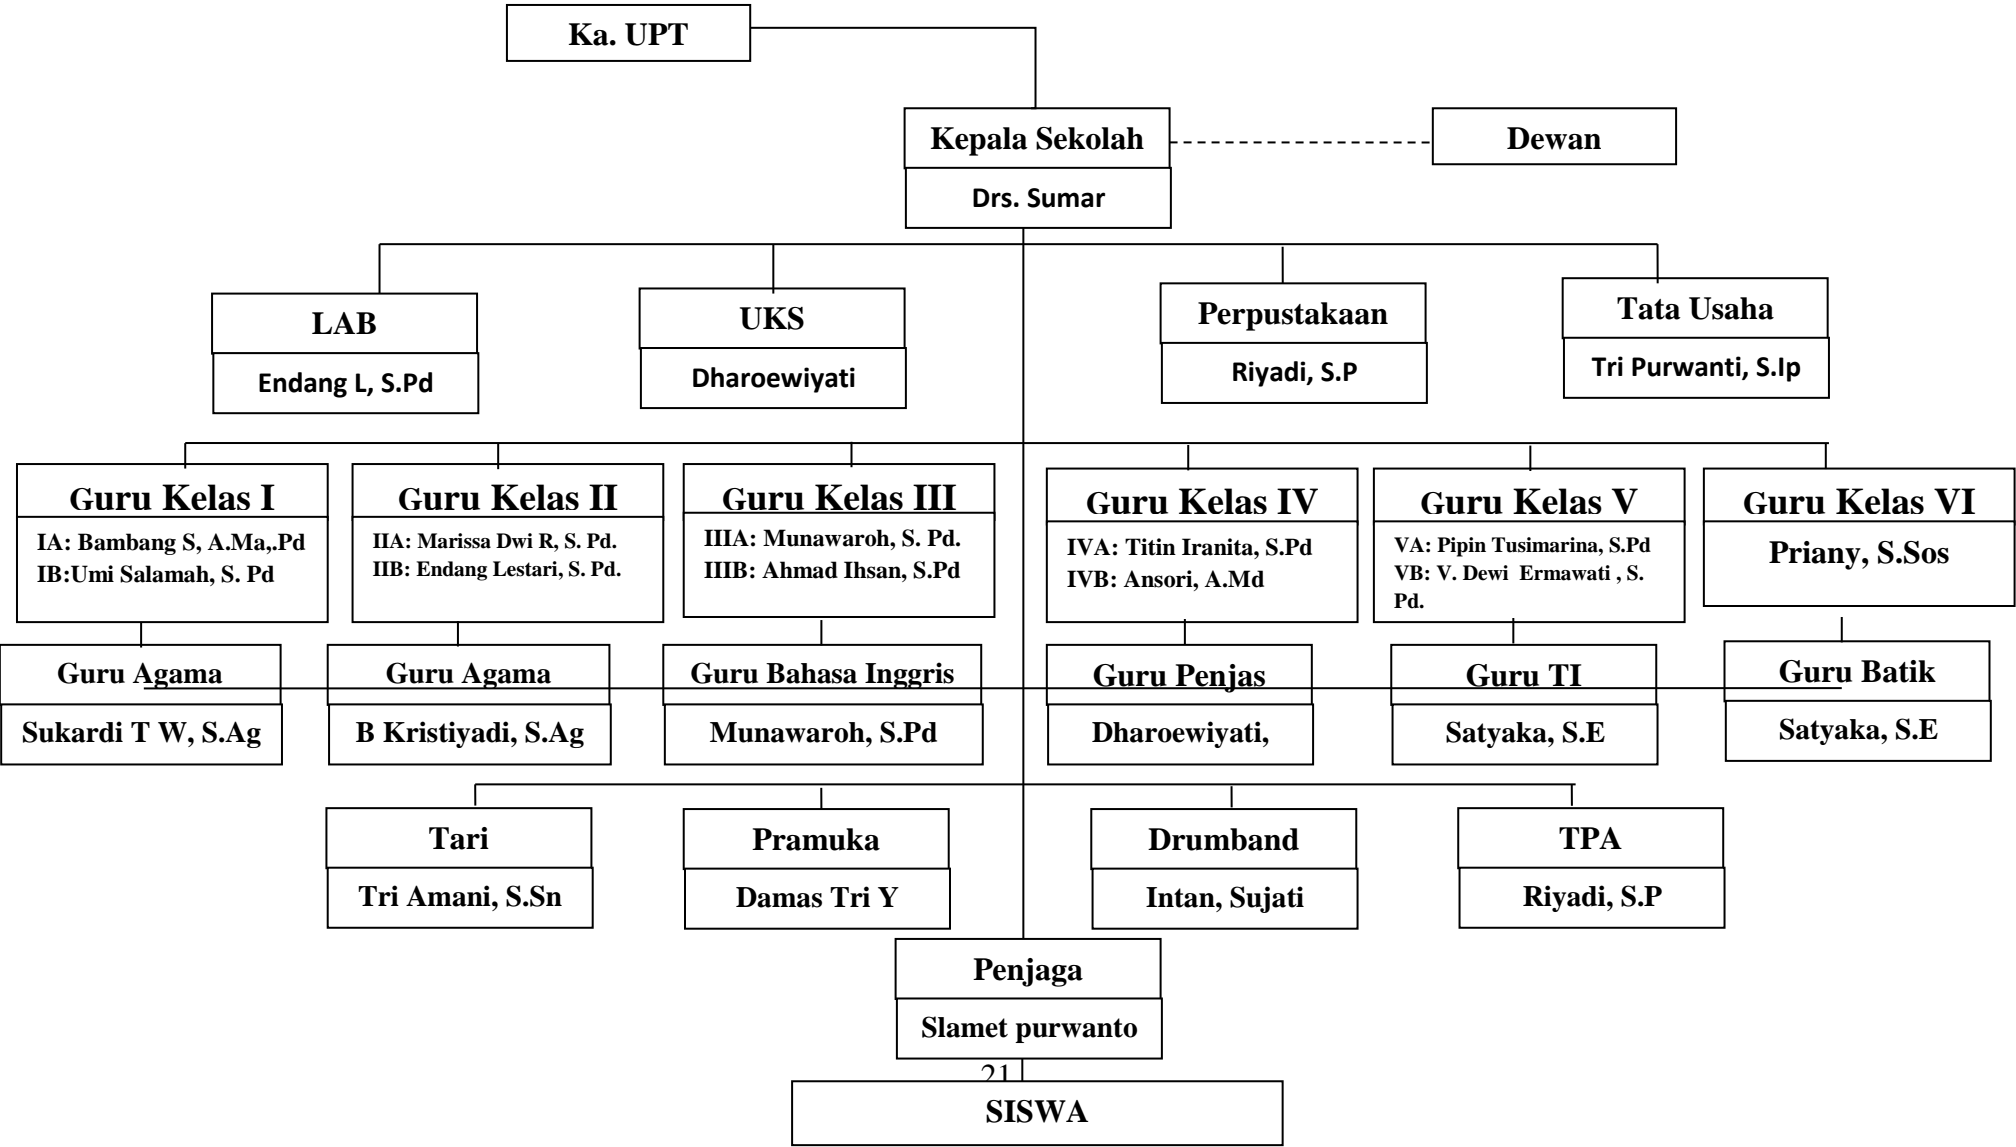 Ka. UPT
Kepala Sekolah
Drs. Sumar
Dewan
LAB
Endang L, S.Pd
UKS
Dharoewiyati
Perpustakaan
Riyadi, S.P
Tata Usaha
Tri Purwanti, S.Ip
Guru Kelas I
IA: Bambang S, A.Ma,.Pd
IB:Umi Salamah, S. Pd
Guru Kelas II
IIA: Marissa Dwi R, S. Pd.
IIB: Endang Lestari, S. Pd.
Guru Kelas III
IIIA: Munawaroh, S. Pd.
IIIB: Ahmad Ihsan, S.Pd
Guru Kelas IV
IVA: Titin Iranita, S.Pd
IVB: Ansori, A.Md
Guru Kelas V
VA: Pipin Tusimarina, S.Pd
VB: V. Dewi  Ermawati , S.
Pd.
Guru Kelas VI
Priany, S.Sos
Guru Agama
Sukardi T W, S.Ag
Guru Agama
B Kristiyadi, S.Ag
Guru Bahasa Inggris
Munawaroh, S.Pd
Guru Penjas
Dharoewiyati,
Guru TI
Satyaka, S.E
Guru Batik
Satyaka, S.E
Tari
Tri Amani, S.Sn
Pramuka
Damas Tri Y
Drumband
Intan, Sujati
TPA
Riyadi, S.P
Penjaga
Slamet purwanto
21
SISWA